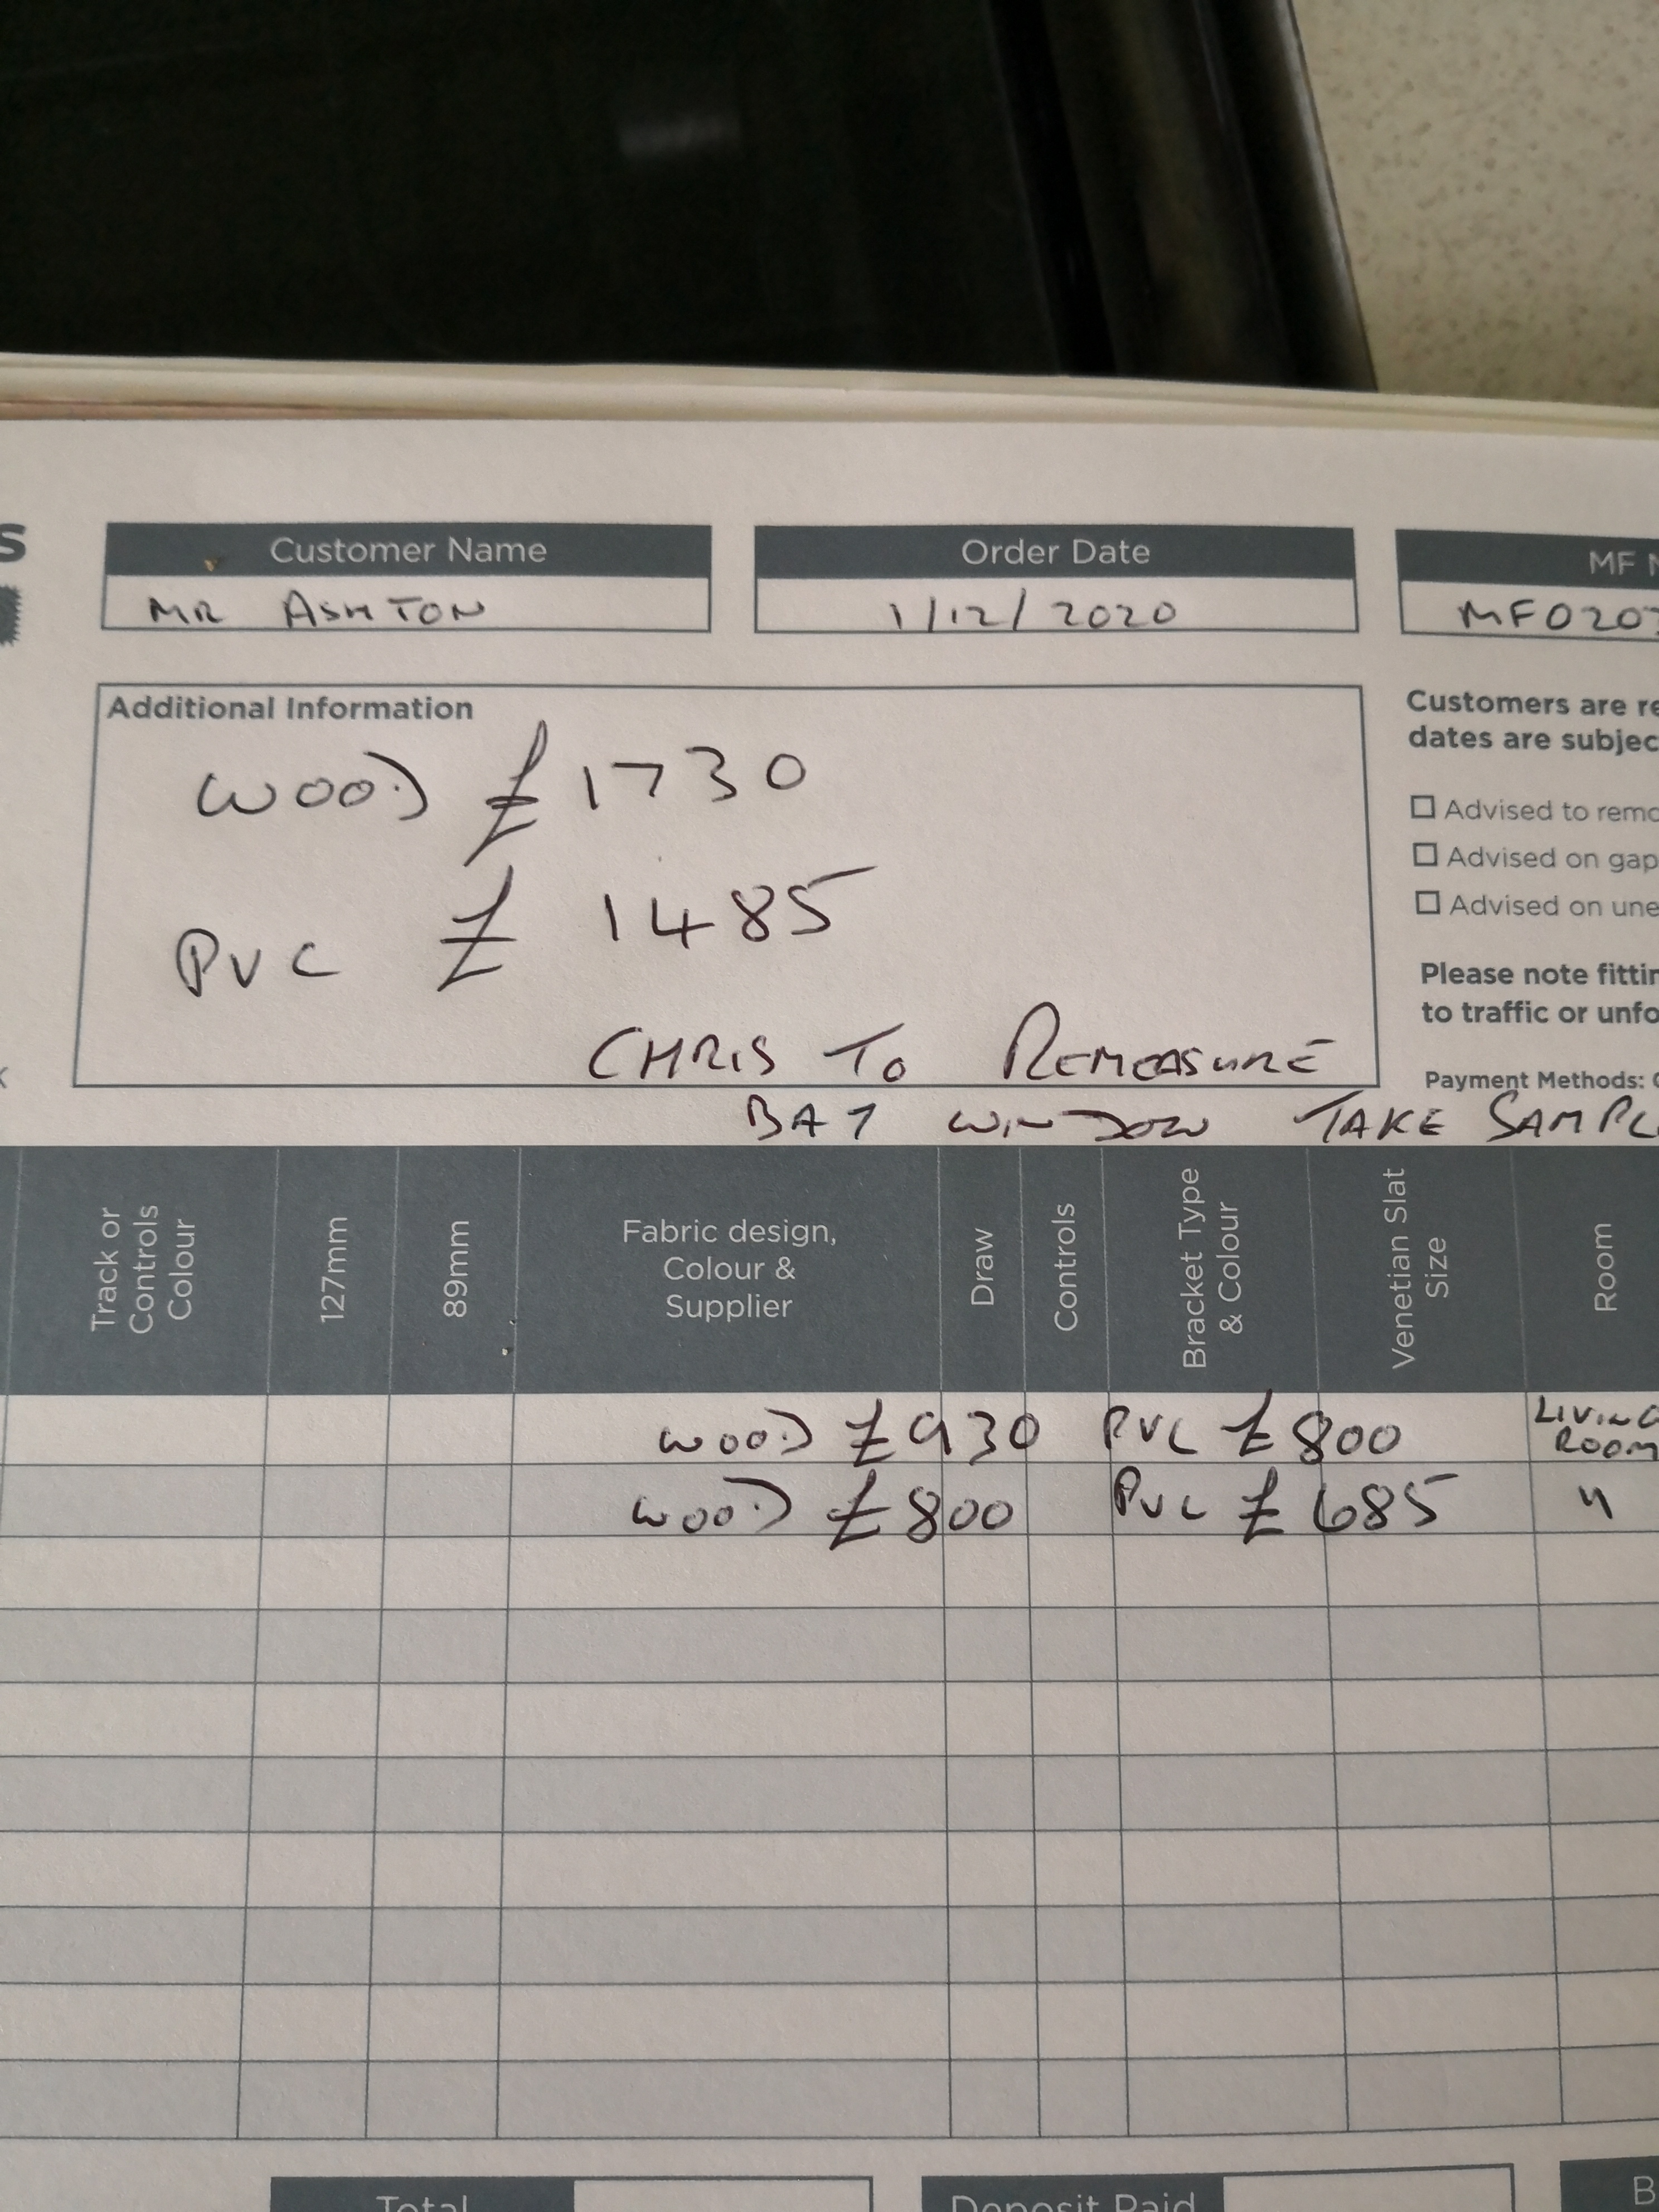 S
Customer Name
Order Date
MF
MR ASHTON
1/12/2020
MF020
Additional Information
WOOD £1730
PVC £ 1485
CHRIS TO REMEASURE
BAY WINDOW TAKE SAMPL
Customers are re
dates are subjec
Advised to remo
Advised on gap
Advised on une
Please note fittin
to traffic or unfo
Payment Methods:
Track or
Controls
Colour
127mm
89mm
Fabric design,
Colour &
Supplier
Draw
Controls
Bracket Type
& Colour
Venetian Slat
Size
Room
WOOD £930 PVC £800 LIVING
ROOM
WOOD £800 PVC £685 "
Total
Deposit Paid
B